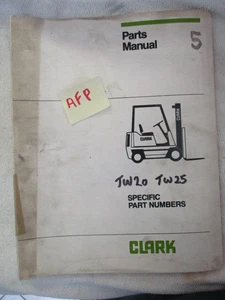 Parts
Manual
5
AFP
TW20 TW25
SPECIFIC
PART NUMBERS
CLARK